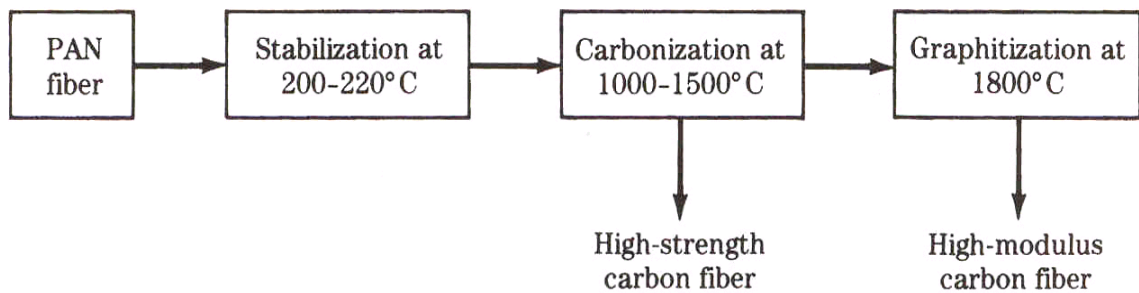 PAN
fiber
Stabilization at
200–220°C
Carbonization at
1000–1500°C
Graphitization at
1800°C
High-strength
carbon fiber
High-modulus
carbon fiber